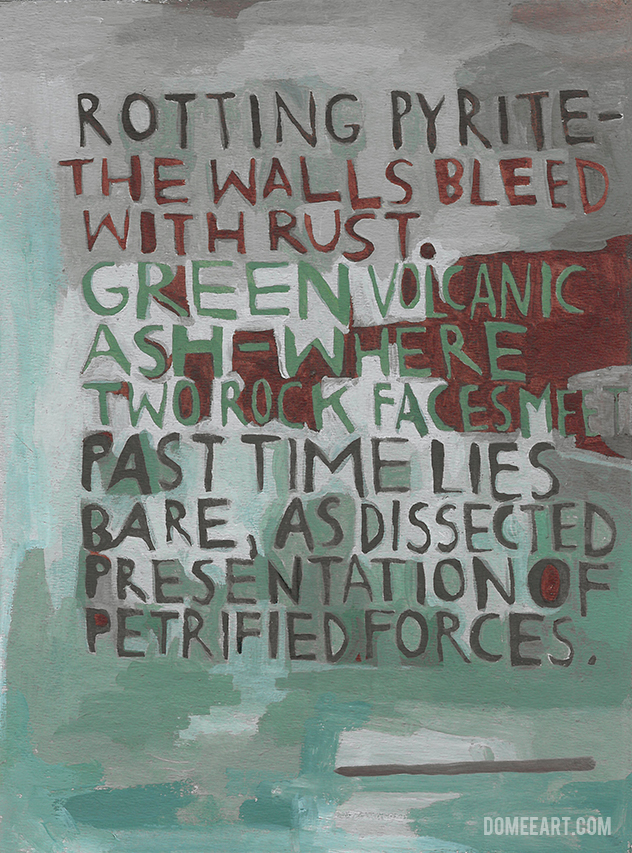 ROTTING PYRITE-
THE WALLS BLEED
WITH RUST.
GREEN VOLCANIC
ASH-WHERE
TWO ROCK FACES MEET
PAST TIME LIES
BARE, AS DISSECTED
PRESENTATION OF
PETRIFIED FORCES.
DOMEEART.COM